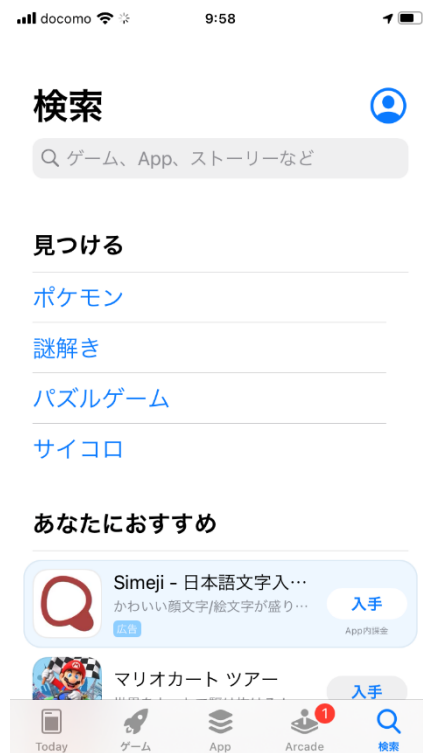 docomo 9:58
検索
ゲーム、App、ストーリーなど
見つける
ポケモン
謎解き
パズルゲーム
サイコロ
あなたにおすすめ
Simeji - 日本語文字入…
かわいい顔文字/絵文字が盛り…
広告
入手
App内課金
マリオカート ツアー
入手
1
Today ゲーム App Arcade 検索